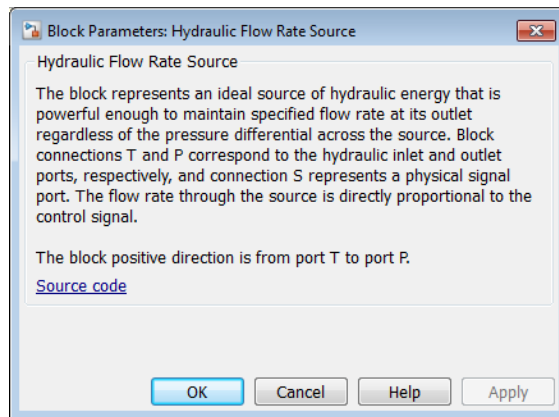 Block Parameters: Hydraulic Flow Rate Source
Hydraulic Flow Rate Source
The block represents an ideal source of hydraulic energy that is
powerful enough to maintain specified flow rate at its outlet
regardless of the pressure differential across the source. Block
connections T and P correspond to the hydraulic inlet and outlet
ports, respectively, and connection S represents a physical signal
port. The flow rate through the source is directly proportional to the
control signal.
The block positive direction is from port T to port P.
Source code
OK Cancel Help Apply